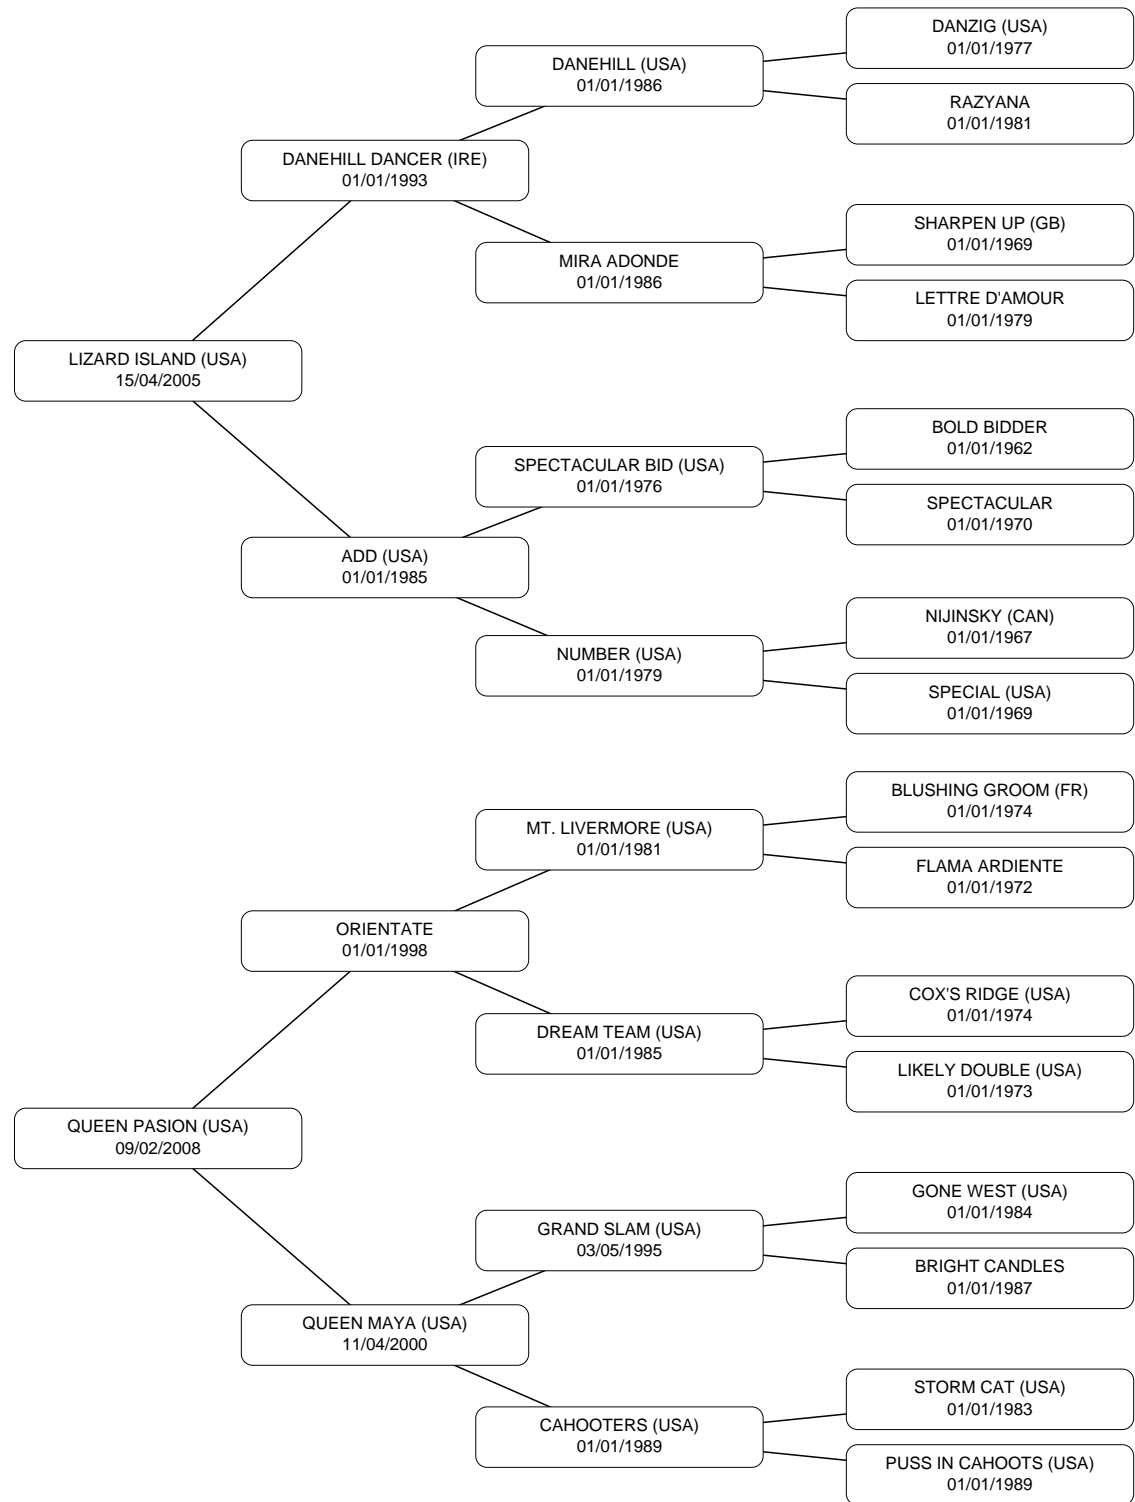 DANZIG (USA)
01/01/1977
DANEHILL (USA)
01/01/1986
RAZYANA
01/01/1981
DANEHILL DANCER (IRE)
01/01/1993
SHARPEN UP (GB)
01/01/1969
MIRA ADONDE
01/01/1986
LETTRE D'AMOUR
01/01/1979
LIZARD ISLAND (USA)
15/04/2005
BOLD BIDDER
01/01/1962
SPECTACULAR BID (USA)
01/01/1976
SPECTACULAR
01/01/1970
ADD (USA)
01/01/1985
NIJINSKY (CAN)
01/01/1967
NUMBER (USA)
01/01/1979
SPECIAL (USA)
01/01/1969
BLUSHING GROOM (FR)
01/01/1974
MT. LIVERMORE (USA)
01/01/1981
FLAMA ARDIENTE
01/01/1972
ORIENTATE
01/01/1998
COX'S RIDGE (USA)
01/01/1974
DREAM TEAM (USA)
01/01/1985
LIKELY DOUBLE (USA)
01/01/1973
QUEEN PASION (USA)
09/02/2008
GONE WEST (USA)
01/01/1984
GRAND SLAM (USA)
03/05/1995
BRIGHT CANDLES
01/01/1987
QUEEN MAYA (USA)
11/04/2000
STORM CAT (USA)
01/01/1983
CAHOOTERS (USA)
01/01/1989
PUSS IN CAHOOTS (USA)
01/01/1989